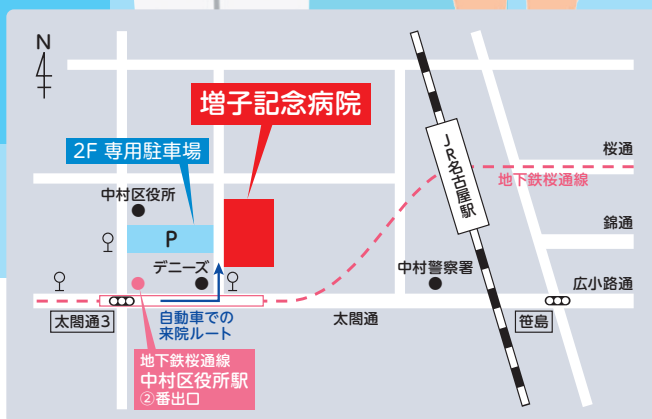 N
増子記念病院
2F 専用駐車場
中村区役所
P
デニーズ
JR名古屋駅
桜通
地下鉄桜通線
錦通
中村警察署
広小路通
太閤通3
自動車での
来院ルート
太閤通
笹島
地下鉄桜通線
中村区役所駅
②番出口